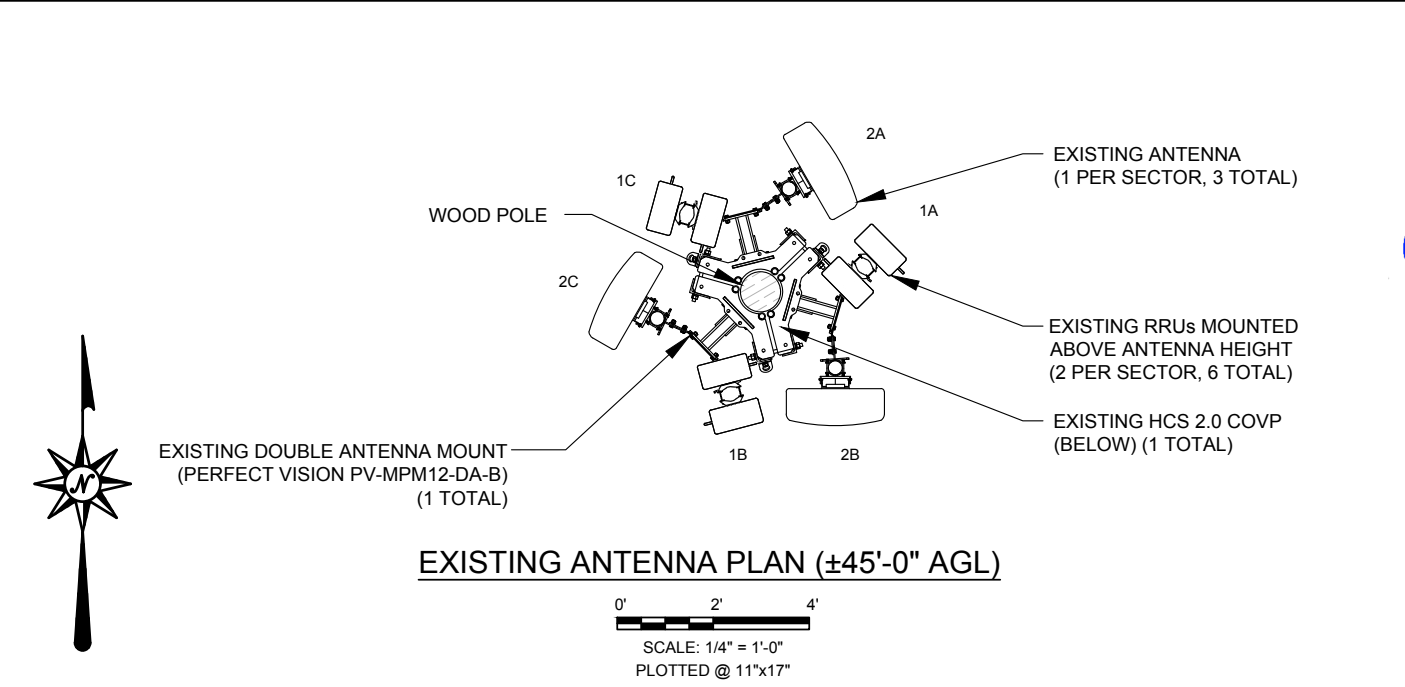 2A
EXISTING ANTENNA
(1 PER SECTOR, 3 TOTAL)
1C
1A
WOOD POLE
2C
EXISTING RRUs MOUNTED
ABOVE ANTENNA HEIGHT
(2 PER SECTOR, 6 TOTAL)
EXISTING HCS 2.0 COVP
(BELOW) (1 TOTAL)
EXISTING DOUBLE ANTENNA MOUNT
(PERFECT VISION PV-MPM12-DA-B)
(1 TOTAL)
1B
2B
N
EXISTING ANTENNA PLAN (±45'-0" AGL)
0' 2' 4'
SCALE: 1/4" = 1'-0"
PLOTTED @ 11"x17"